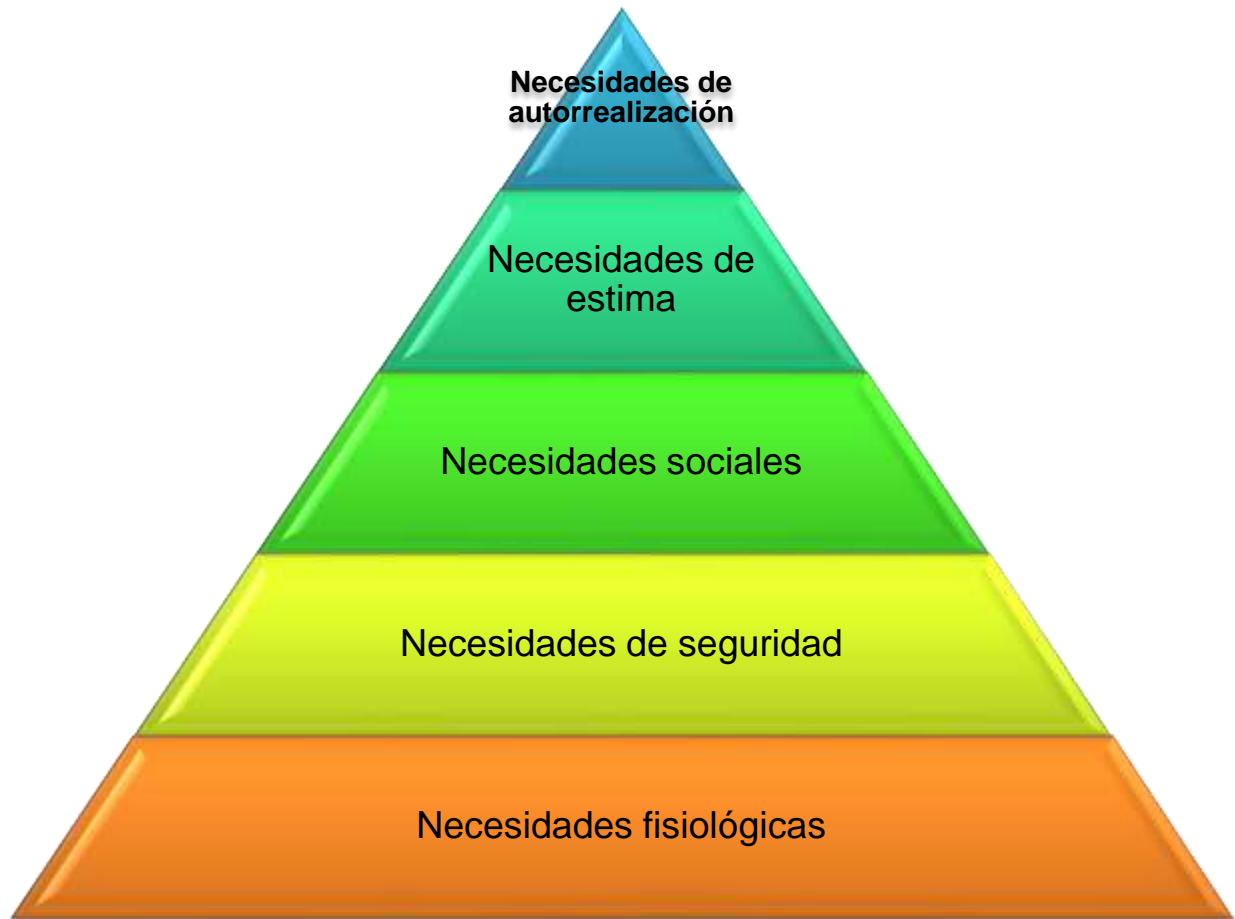 Necesidades de
autorrealización
Necesidades de
estima
Necesidades sociales
Necesidades de seguridad
Necesidades fisiológicas